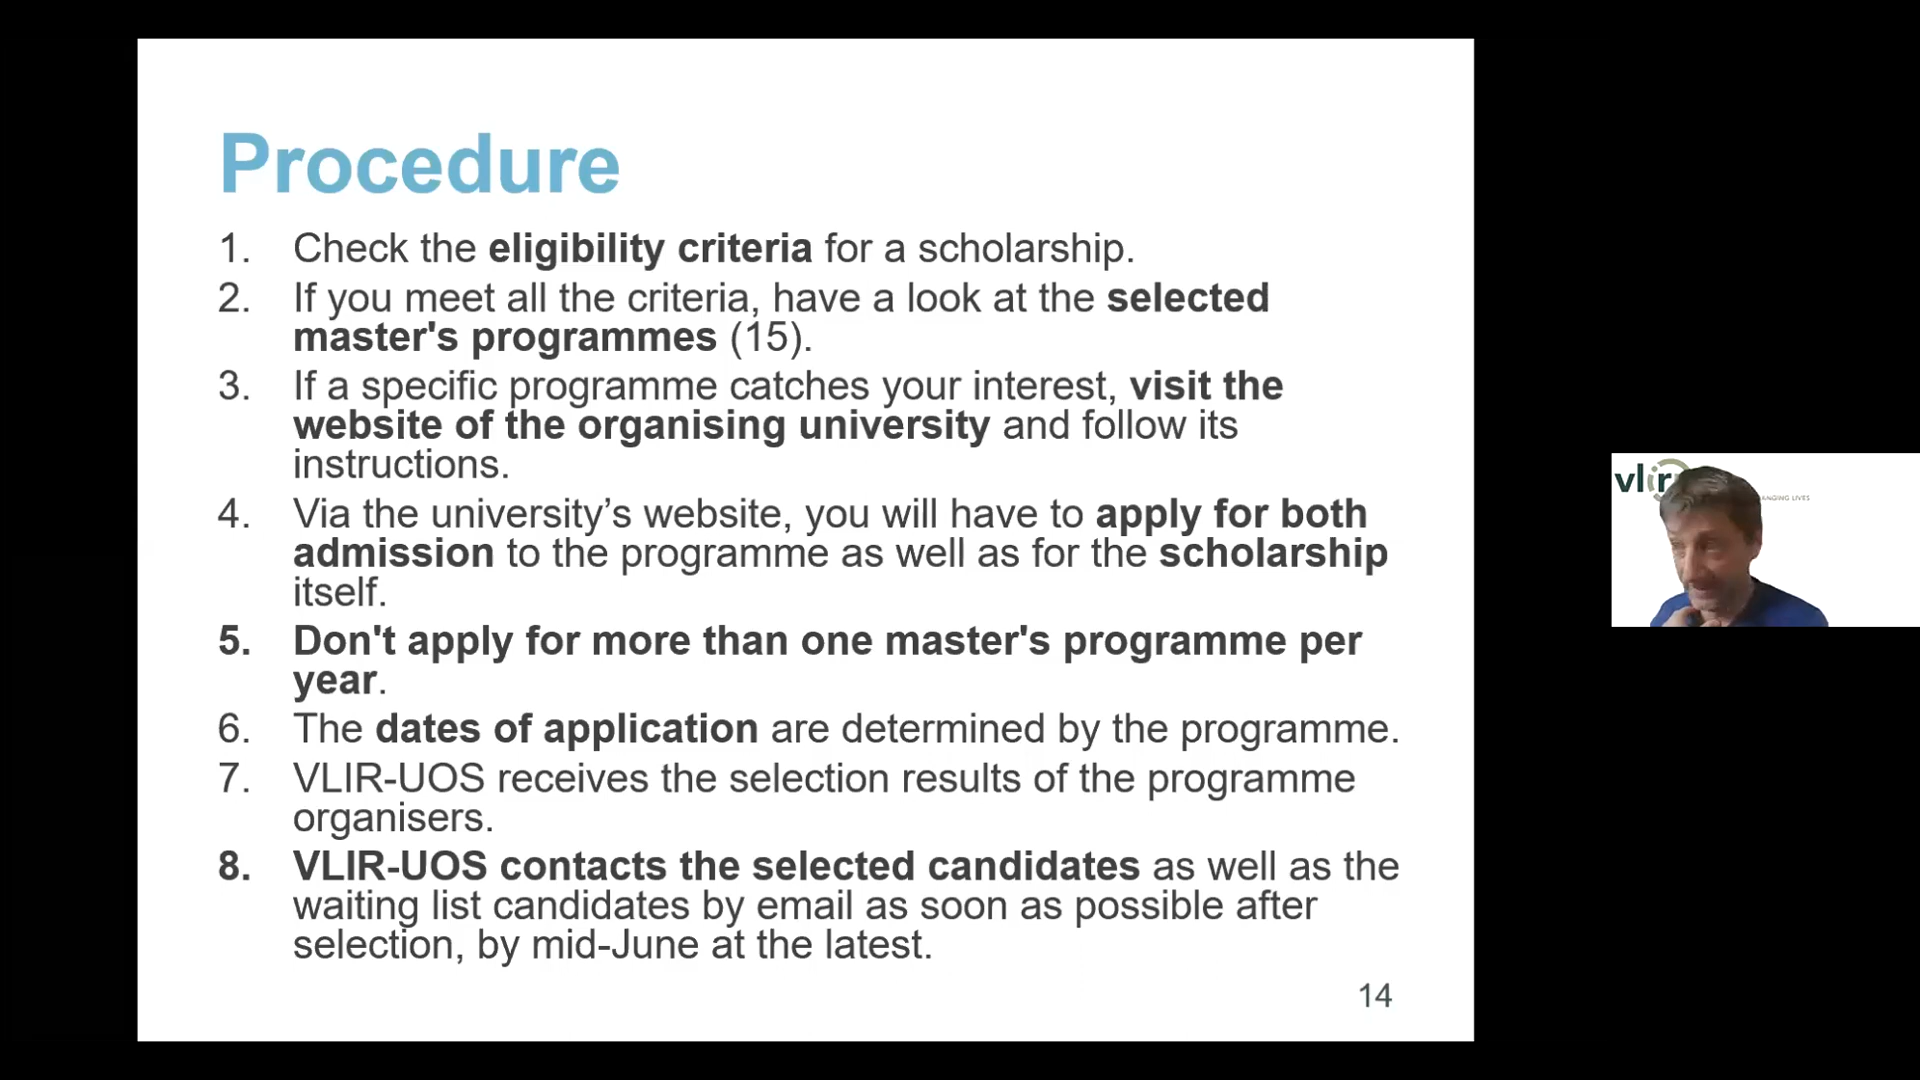 Procedure
1. Check the eligibility criteria for a scholarship.
2. If you meet all the criteria, have a look at the selected
master's programmes (15).
3. If a specific programme catches your interest, visit the
website of the organising university and follow its
instructions.
4. Via the university’s website, you will have to apply for both
admission to the programme as well as for the scholarship
itself.
5. Don't apply for more than one master's programme per
year.
6. The dates of application are determined by the programme.
7. VLIR-UOS receives the selection results of the programme
organisers.
8. VLIR-UOS contacts the selected candidates as well as the
waiting list candidates by email as soon as possible after
selection, by mid-June at the latest.
14
vlir
LIVES